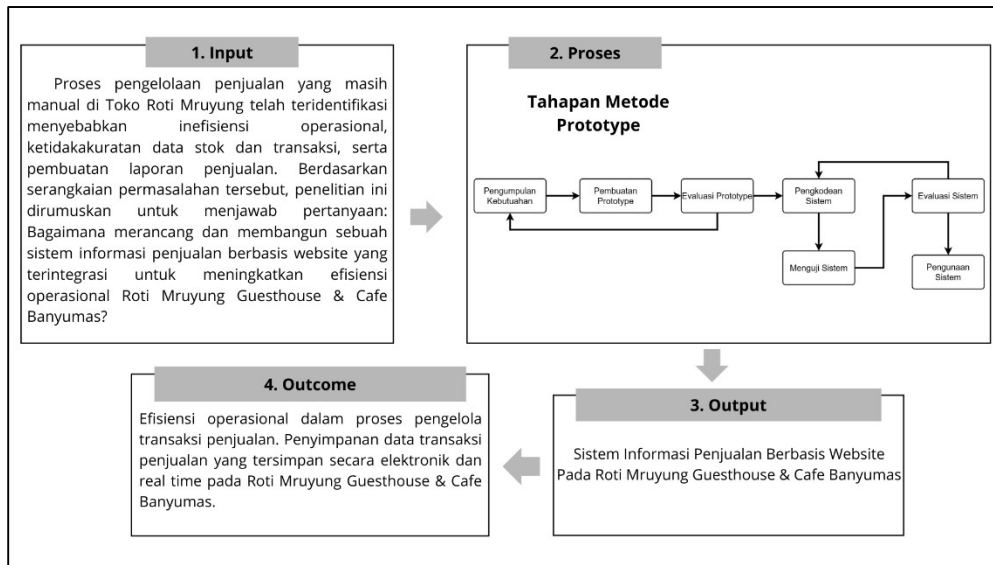 1. Input
Proses pengelolaan penjualan yang masih
manual di Toko Roti Mruyung telah teridentifikasi
menyebabkan inefisiensi operasional,
ketidakakuratan data stok dan transaksi, serta
pembuatan laporan penjualan. Berdasarkan
serangkaian permasalahan tersebut, penelitian ini
dirumuskan untuk menjawab pertanyaan:
Bagaimana merancang dan membangun sebuah
sistem informasi penjualan berbasis website yang
terintegrasi untuk meningkatkan efisiensi
operasional Roti Mruyung Guesthouse & Cafe
Banyumas?
2. Proses
Tahapan Metode
Prototype
Pengumpulan
Kebutuahan
Pembuatan
Prototype
Evaluasi Prototype
Pengkodean
Sistem
Evaluasi Sistem
Menguji Sistem
Pengunaan
Sistem
3. Output
Sistem Informasi Penjualan Berbasis Website
Pada Roti Mruyung Guesthouse & Cafe Banyumas
4. Outcome
Efisiensi operasional dalam proses pengelola
transaksi penjualan. Penyimpanan data transaksi
penjualan yang tersimpan secara elektronik dan
real time pada Roti Mruyung Guesthouse & Cafe
Banyumas.